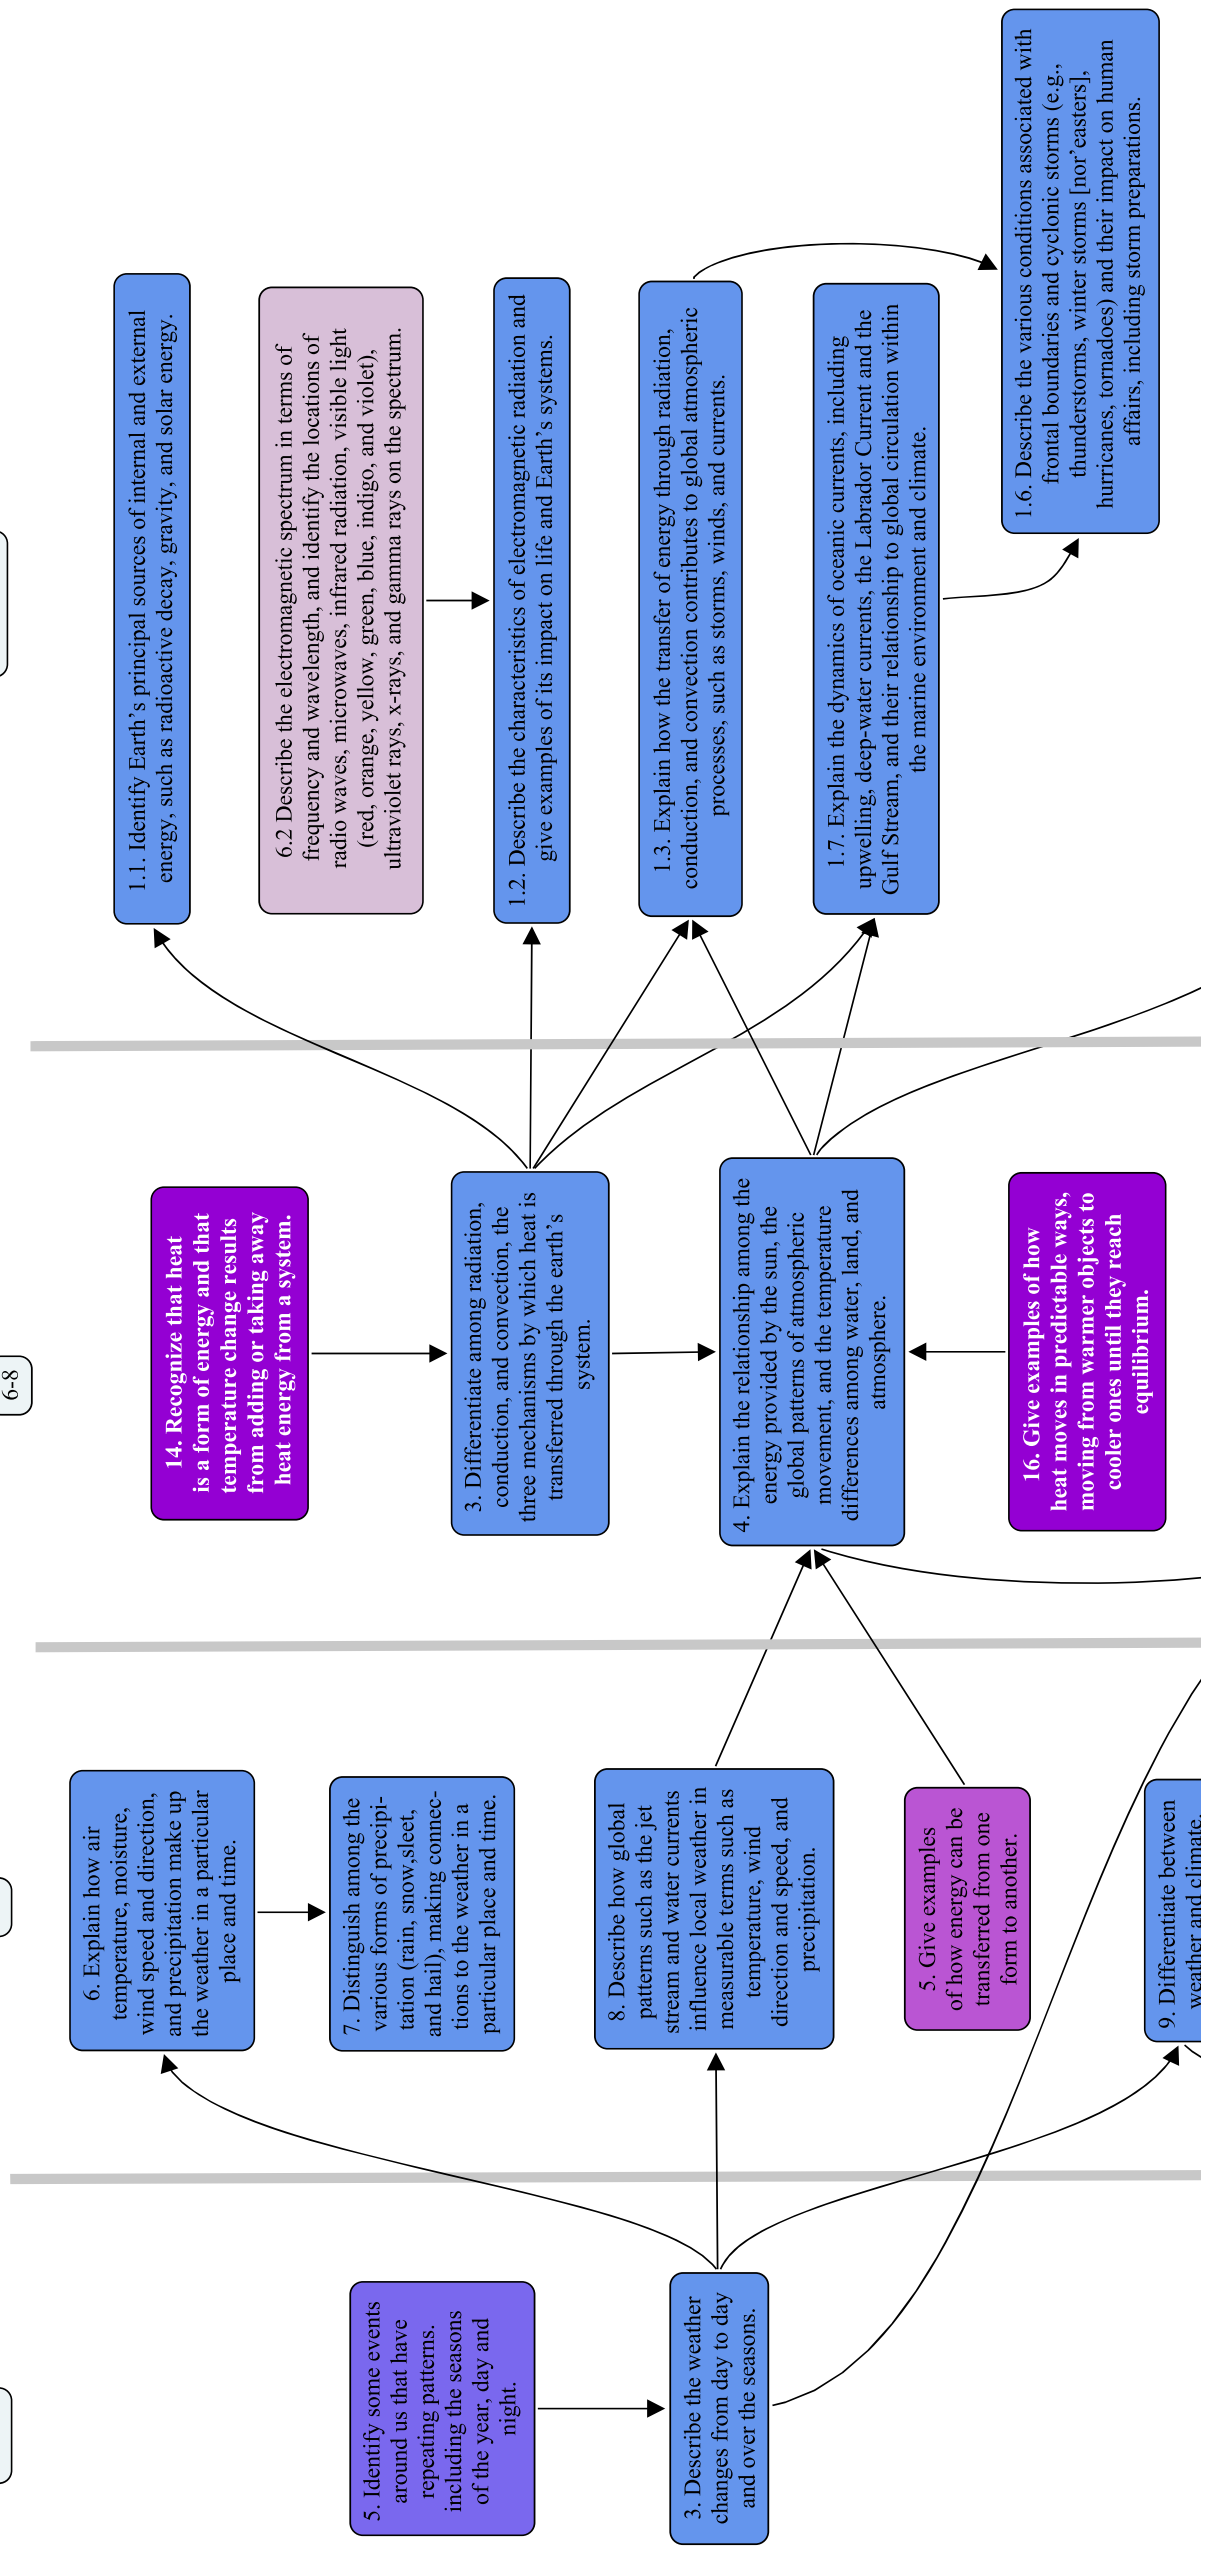 6-8
5. Identify some events
around us that have
repeating patterns.
including the seasons
of the year, day and
night.
3. Describe the weather
changes from day to day
and over the seasons.
6. Explain how air
temperature, moisture,
wind speed and direction,
and precipitation make up
the weather in a particular
place and time.
7. Distinguish among the
various forms of precipi-
tation (rain, snow,sleet,
and hail), making connec-
tions to the weather in a
particular place and time.
8. Describe how global
patterns such as the jet
stream and water currents
influence local weather in
measurable terms such as
temperature, wind
direction and speed, and
precipitation.
5. Give examples
of how energy can be
transferred from one
form to another.
9. Differentiate between
weather and climate.
14. Recognize that heat
is a form of energy and that
temperature change results
from adding or taking away
heat energy from a system.
3. Differentiate among radiation,
conduction, and convection, the
three mechanisms by which heat is
transferred through the earth’s
system.
4. Explain the relationship among the
energy provided by the sun, the
global patterns of atmospheric
movement, and the temperature
differences among water, land, and
atmosphere.
16. Give examples of how
heat moves in predictable ways,
moving from warmer objects to
cooler ones until they reach
equilibrium.
1.1. Identify Earth’s principal sources of internal and external
energy, such as radioactive decay, gravity, and solar energy.
6.2 Describe the electromagnetic spectrum in terms of
frequency and wavelength, and identify the locations of
radio waves, microwaves, infrared radiation, visible light
(red, orange, yellow, green, blue, indigo, and violet),
ultraviolet rays, x-rays, and gamma rays on the spectrum.
1.2. Describe the characteristics of electromagnetic radiation and
give examples of its impact on life and Earth’s systems.
1.3. Explain how the transfer of energy through radiation,
conduction, and convection contributes to global atmospheric
processes, such as storms, winds, and currents.
1.7. Explain the dynamics of oceanic currents, including
upwelling, deep-water currents, the Labrador Current and the
Gulf Stream, and their relationship to global circulation within
the marine environment and climate.
1.6. Describe the various conditions associated with
frontal boundaries and cyclonic storms (e.g.,
thunderstorms, winter storms [nor’easters],
hurricanes, tornadoes) and their impact on human
affairs, including storm preparations.